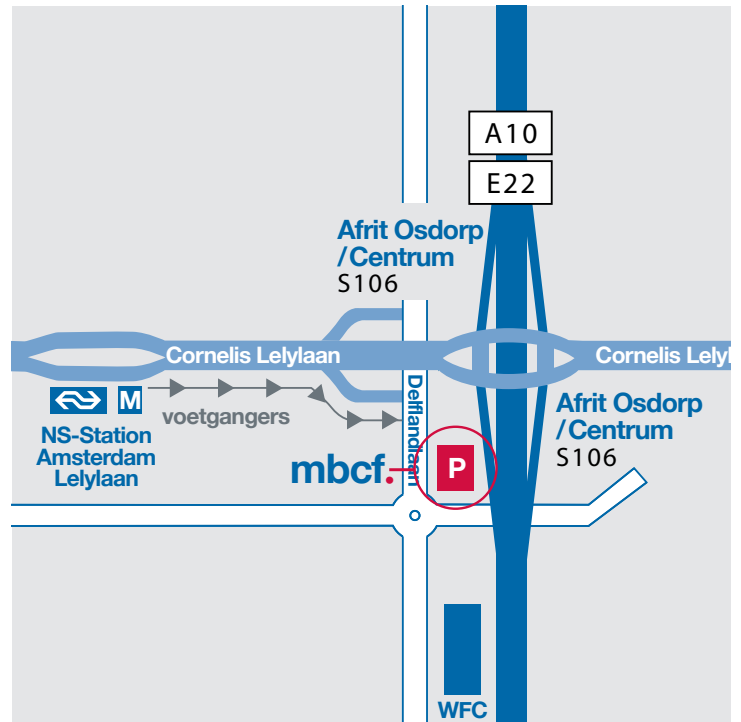 A10
E22
Afrit Osdorp
/Centrum
S106
Cornelis Lelylaan
Cornelis Lelyl
M
voetgangers
NS-Station
Amsterdam
Lelylaan
Delflandlaan
Afrit Osdorp
/Centrum
S106
mbcf.
P
WFC